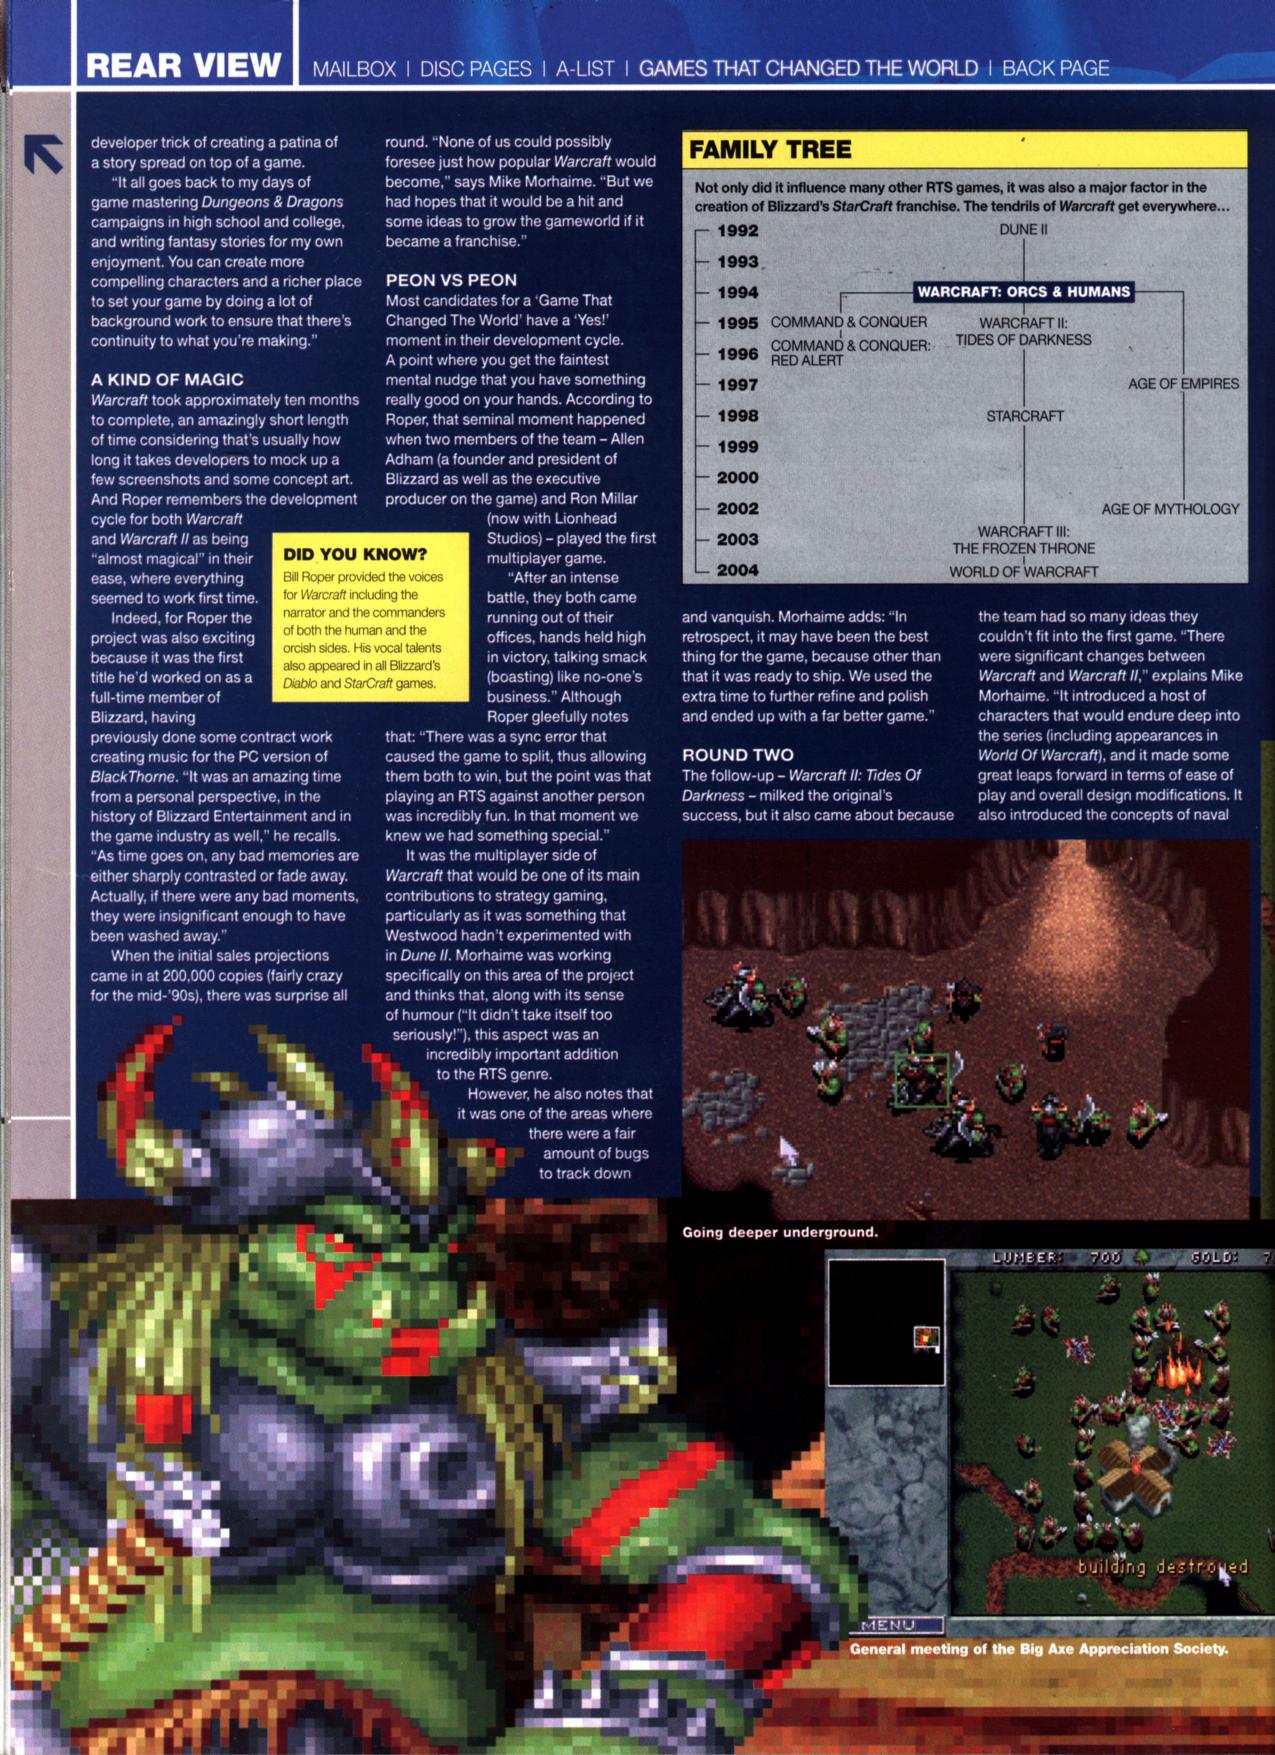 REAR VIEW
MAILBOX | DISC PAGES | A-LIST | GAMES THAT CHANGED THE WORLD | BACK PAGE
developer trick of creating a patina of
a story spread on top of a game.
"It all goes back to my days of
game mastering Dungeons & Dragons
campaigns in high school and college,
and writing fantasy stories for my own
enjoyment. You can create more
compelling characters and a richer place
to set your game by doing a lot of
background work to ensure that there's
continuity to what you're making."
A KIND OF MAGIC
Warcraft took approximately ten months
to complete, an amazingly short length
of time considering that's usually how
long it takes developers to mock up a
few screenshots and some concept art.
And Roper remembers the development
cycle for both Warcraft
and Warcraft II as being
"almost magical" in their
ease, where everything
seemed to work first time.
Indeed, for Roper the
project was also exciting
because it was the first
title he'd worked on as a
full-time member of
Blizzard, having
previously done some contract work
creating music for the PC version of
BlackThorne. "It was an amazing time
from a personal perspective, in the
history of Blizzard Entertainment and in
the game industry as well," he recalls.
"As time goes on, any bad memories are
either sharply contrasted or fade away.
Actually, if there were any bad moments,
they were insignificant enough to have
been washed away."
When the initial sales projections
came in at 200,000 copies (fairly crazy
for the mid-'90s), there was surprise all
DID YOU KNOW?
Bill Roper provided the voices
for Warcraft including the
narrator and the commanders
of both the human and the
orcish sides. His vocal talents
also appeared in all Blizzard's
Diablo and StarCraft games.
round. "None of us could possibly
foresee just how popular Warcraft would
become," says Mike Morhaime. "But we
had hopes that it would be a hit and
some ideas to grow the gameworld if it
became a franchise."
PEON VS PEON
Most candidates for a 'Game That
Changed The World' have a 'Yes!'
moment in their development cycle.
A point where you get the faintest
mental nudge that you have something
really good on your hands. According to
Roper, that seminal moment happened
when two members of the team – Allen
Adham (a founder and president of
Blizzard as well as the executive
producer on the game) and Ron Millar
(now with Lionhead
Studios) – played the first
multiplayer game.
"After an intense
battle, they both came
running out of their
offices, hands held high
in victory, talking smack
(boasting) like no-one's
business." Although
Roper gleefully notes
that: "There was a sync error that
caused the game to split, thus allowing
them both to win, but the point was that
playing an RTS against another person
was incredibly fun. In that moment we
knew we had something special."
It was the multiplayer side of
Warcraft that would be one of its main
contributions to strategy gaming,
particularly as it was something that
Westwood hadn't experimented with
in Dune II. Morhaime was working
specifically on this area of the project
and thinks that, along with its sense
of humour ("It didn't take itself too
seriously!"), this aspect was an
incredibly important addition
to the RTS genre.
However, he also notes that
it was one of the areas where
there were a fair
amount of bugs
to track down
FAMILY TREE
Not only did it influence many other RTS games, it was also a major factor in the
creation of Blizzard's StarCraft franchise. The tendrils of Warcraft get everywhere...
1992 DUNE II
1993
1994 WARCRAFT: ORCS & HUMANS
1995 COMMAND & CONQUER WARCRAFT II:
TIDES OF DARKNESS
1996 COMMAND & CONQUER:
RED ALERT
1997 AGE OF EMPIRES
1998 STARCRAFT
1999
2000
2002 AGE OF MYTHOLOGY
2003 WARCRAFT III:
THE FROZEN THRONE
2004 WORLD OF WARCRAFT
and vanquish. Morhaime adds: "In
retrospect, it may have been the best
thing for the game, because other than
that it was ready to ship. We used the
extra time to further refine and polish
and ended up with a far better game."
ROUND TWO
The follow-up – Warcraft II: Tides Of
Darkness – milked the original's
success, but it also came about because
the team had so many ideas they
couldn't fit into the first game. "There
were significant changes between
Warcraft and Warcraft II," explains Mike
Morhaime. "It introduced a host of
characters that would endure deep into
the series (including appearances in
World Of Warcraft), and it made some
great leaps forward in terms of ease of
play and overall design modifications. It
also introduced the concepts of naval
Going deeper underground.
LUMBER: 700 GOLD: 7
building destroyed
MENU
General meeting of the Big Axe Appreciation Society.